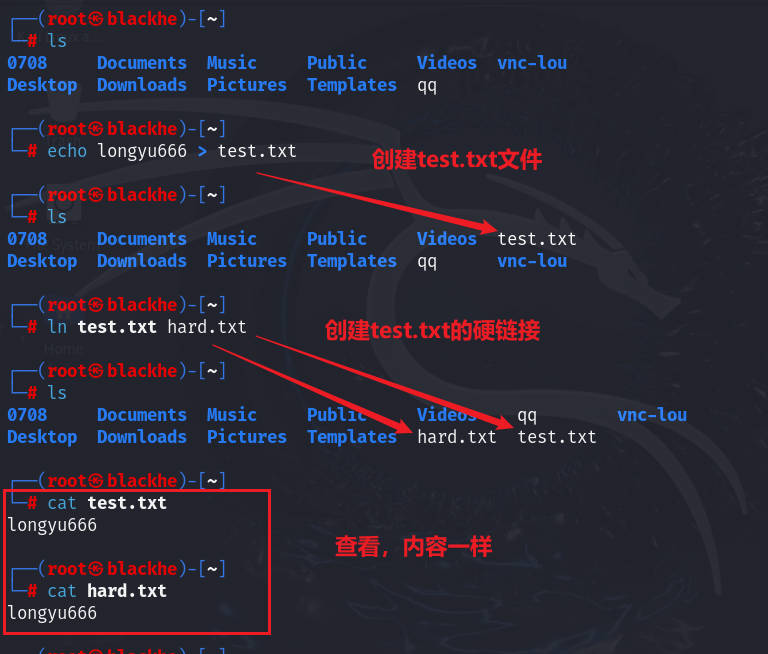 ┌──(root㉿blackhe)-[~]
└─# ls
0708 Documents Music Public Videos vnc-lou
Desktop Downloads Pictures Templates qq
┌──(root㉿blackhe)-[~]
└─# echo longyu666 > test.txt
创建test.txt文件
┌──(root㉿blackhe)-[~]
└─# ls
0708 Documents Music Public Videos test.txt
Desktop Downloads Pictures Templates qq vnc-lou
┌──(root㉿blackhe)-[~]
└─# ln test.txt hard.txt
创建test.txt的硬链接
┌──(root㉿blackhe)-[~]
└─# ls
0708 Documents Music Public Videos qq vnc-lou
Desktop Downloads Pictures Templates hard.txt test.txt
┌──(root㉿blackhe)-[~]
└─# cat test.txt
longyu666
查看，内容一样
┌──(root㉿blackhe)-[~]
└─# cat hard.txt
longyu666